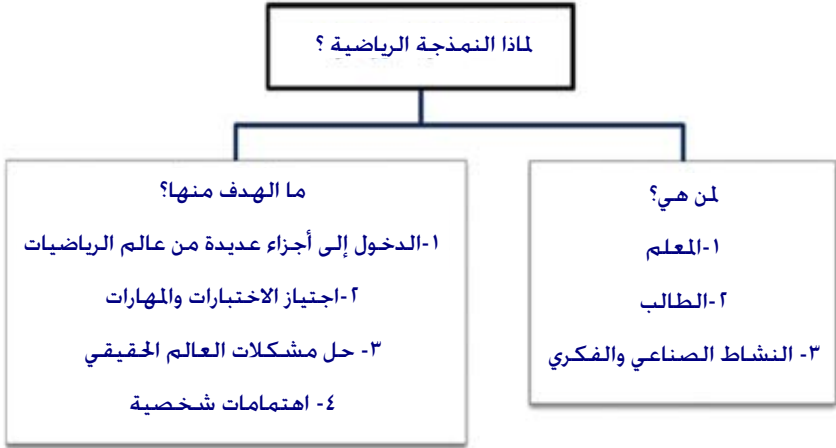 لماذا النمذجة الرياضية ؟
لمن هي؟
١-المعلم
٢-الطالب
٣- النشاط الصناعي والفكري
ما الهدف منها؟
١-الدخول إلى أجزاء عديدة من عالم الرياضيات
٢-اجتياز الاختبارات والمهارات
٣- حل مشكلات العالم الحقيقي
٤- اهتمامات شخصية